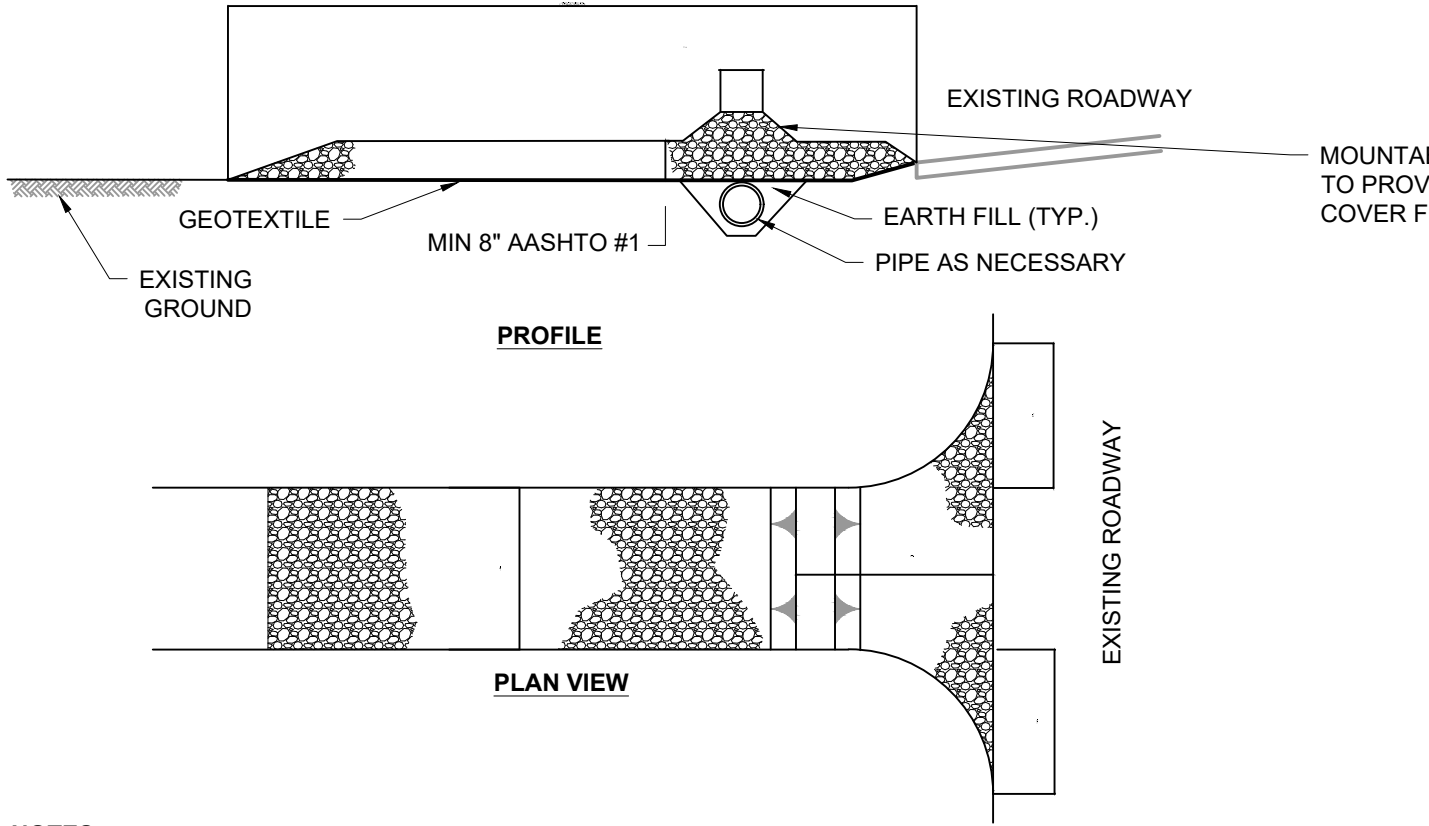 EXISTING ROADWAY
MOUNTA
TO PROV
COVER F
GEOTEXTILE
EARTH FILL (TYP.)
MIN 8" AASHTO #1
PIPE AS NECESSARY
EXISTING
GROUND
PROFILE
EXISTING ROADWAY
PLAN VIEW